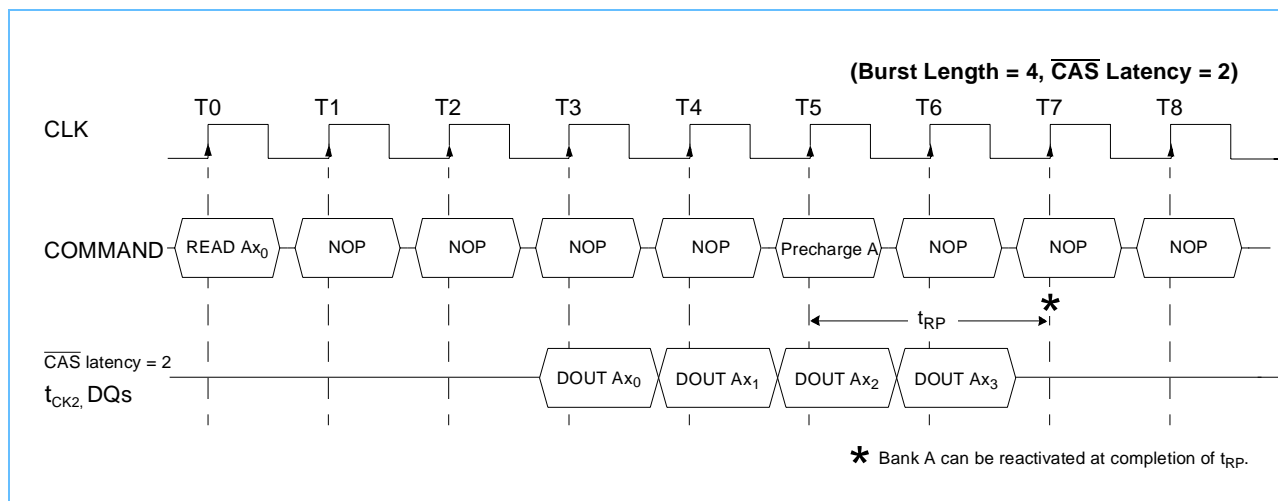 (Burst Length = 4, CAS Latency = 2)
T0 T1 T2 T3 T4 T5 T6 T7 T8
CLK
COMMAND READ Ax0 NOP NOP NOP NOP Precharge A NOP NOP NOP
*
tRP
CAS latency = 2
tCK2, DQs
DOUT Ax0 DOUT Ax1 DOUT Ax2 DOUT Ax3
* Bank A can be reactivated at completion of tRP.